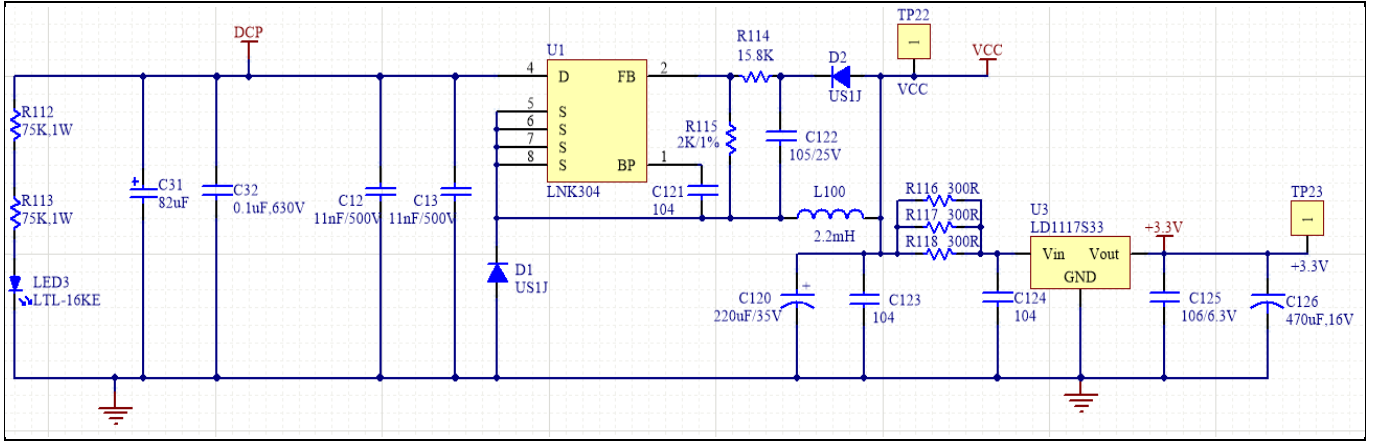 DCP
R112
75K,1W
R113
75K,1W
LED3
LTL-16KE
C31
82uF
C32
0.1uF,630V
C12
11nF/500V
C13
11nF/500V
U1
4
D
FB
2
5
S
6
S
7
S
8
S
BP
1
LNK304
D1
US1J
C121
104
R114
15.8K
R115
2K/1%
C122
105/25V
D2
US1J
TP22
1
VCC
VCC
L100
2.2mH
R116 300R
R117 300R
R118 300R
C120
220uF/35V
C123
104
C124
104
U3
LD1117S33
Vin Vout
GND
+3.3V
TP23
1
+3.3V
C125
106/6.3V
C126
470uF,16V